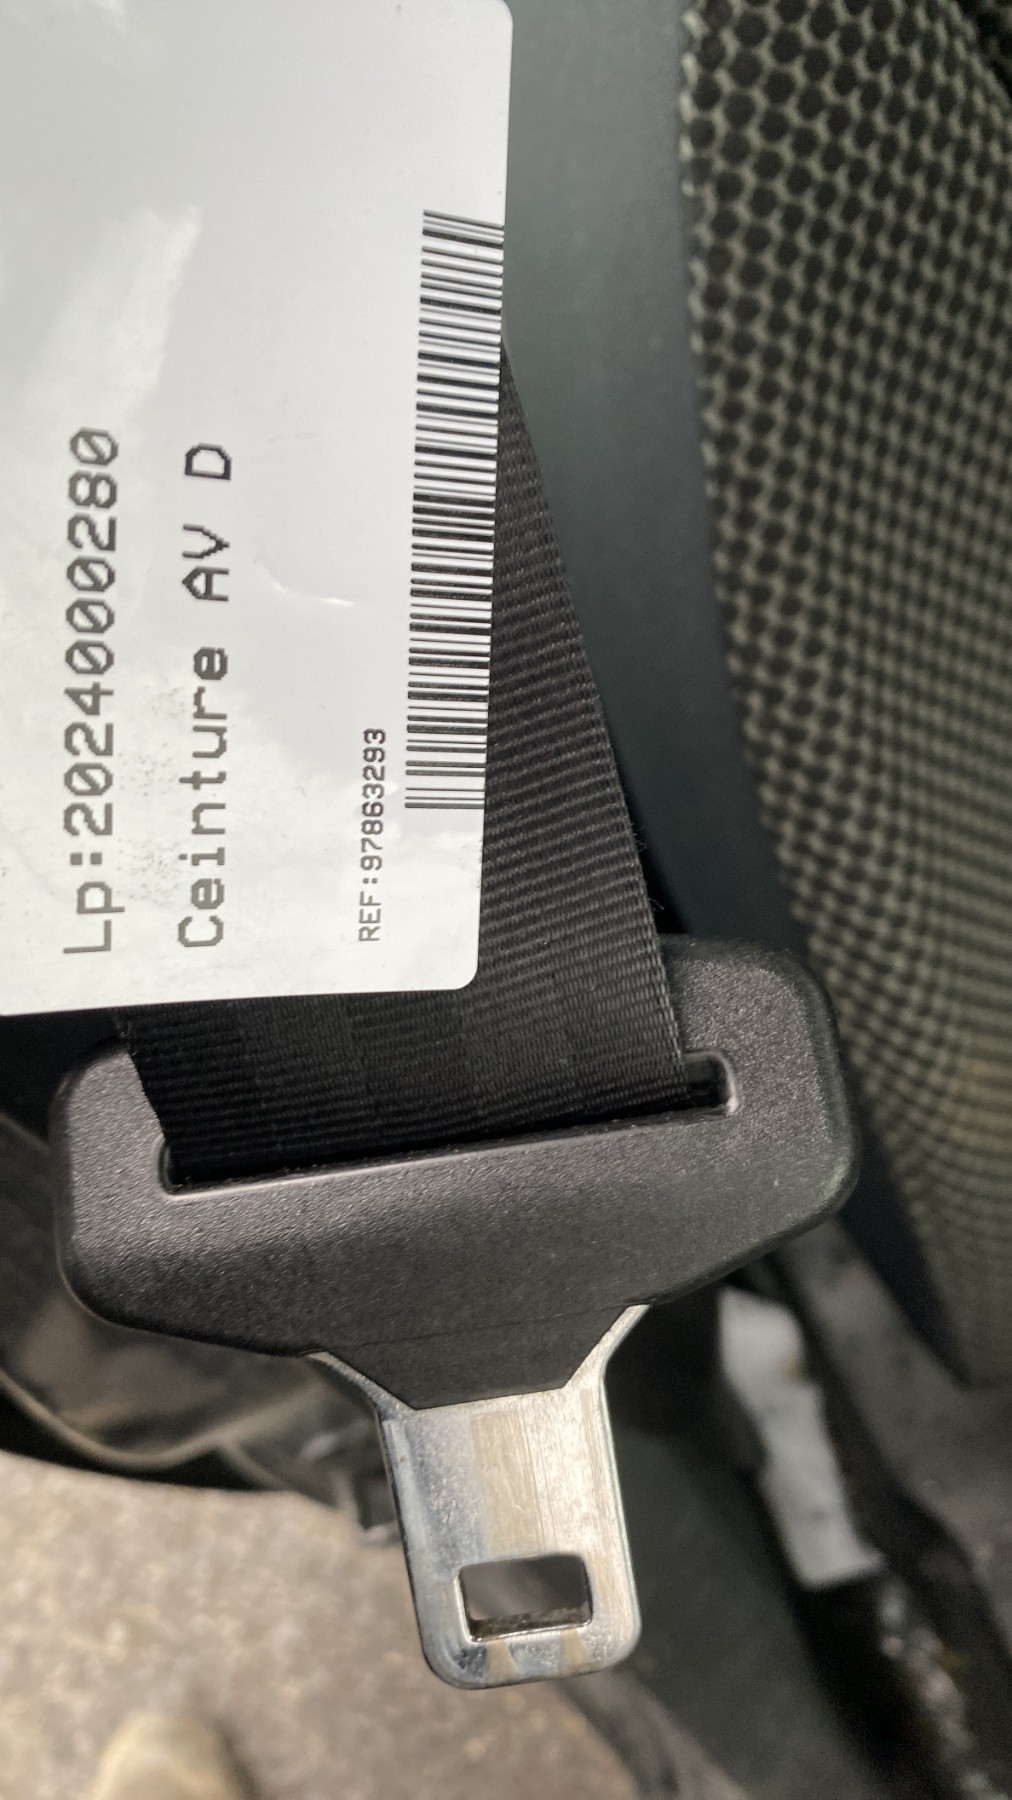 Lp:2024000280
Ceinture AV D
REF:97863293